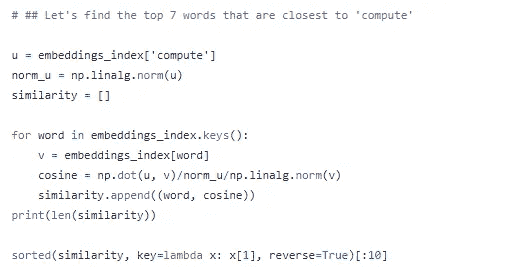 # ## Let's find the top 7 words that are closest to 'compute'
u = embeddings_index['compute']
norm_u = np.linalg.norm(u)
similarity = []
for word in embeddings_index.keys():
    v = embeddings_index[word]
    cosine = np.dot(u, v)/norm_u/np.linalg.norm(v)
    similarity.append((word, cosine))
print(len(similarity))
sorted(similarity, key=lambda x: x[1], reverse=True)[:10]